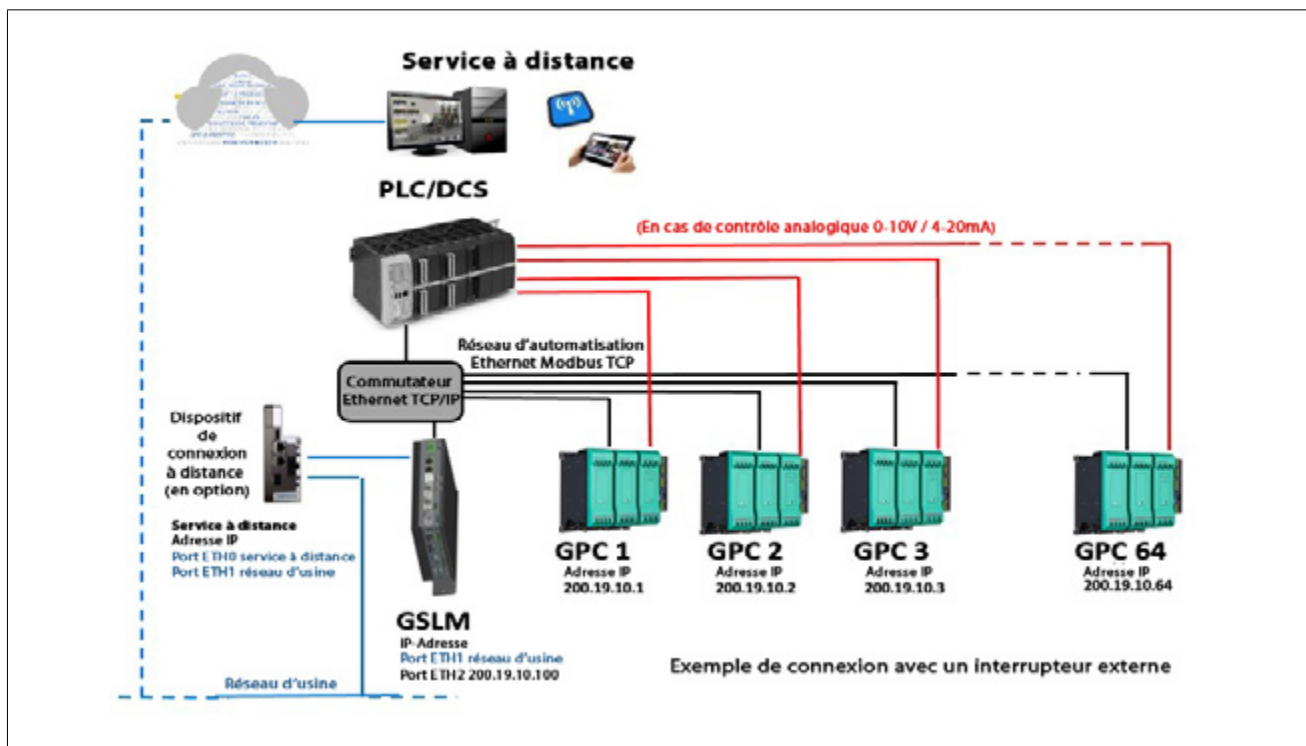 Service à distance
PLC/DCS
(En cas de contrôle analogique 0-10V / 4-20mA)
Réseau d'automatisation
Ethernet Modbus TCP
Commutateur
Ethernet TCP/IP
Dispositif
de
connexion
à distance
(en option)
Service à distance
Adresse IP
Port ETH0 service à distance
Port ETH1 réseau d'usine
GSLM
IP-Adresse
Port ETH1 réseau d'usine
Port ETH2 200.19.10.100
Réseau d'usine
GPC 1
Adresse IP
200.19.10.1
GPC 2
Adresse IP
200.19.10.2
GPC 3
Adresse IP
200.19.10.3
GPC 64
Adresse IP
200.19.10.64
Exemple de connexion avec un interrupteur externe